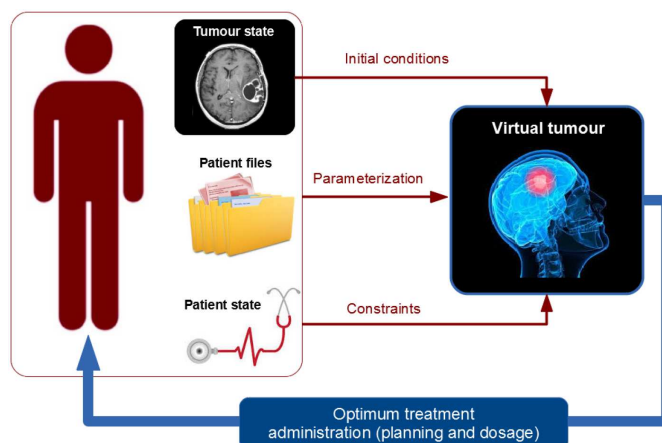 Tumour state
Initial conditions
Virtual tumour
Patient files
Parameterization
Patient state
Constraints
Optimum treatment
administration (planning and dosage)